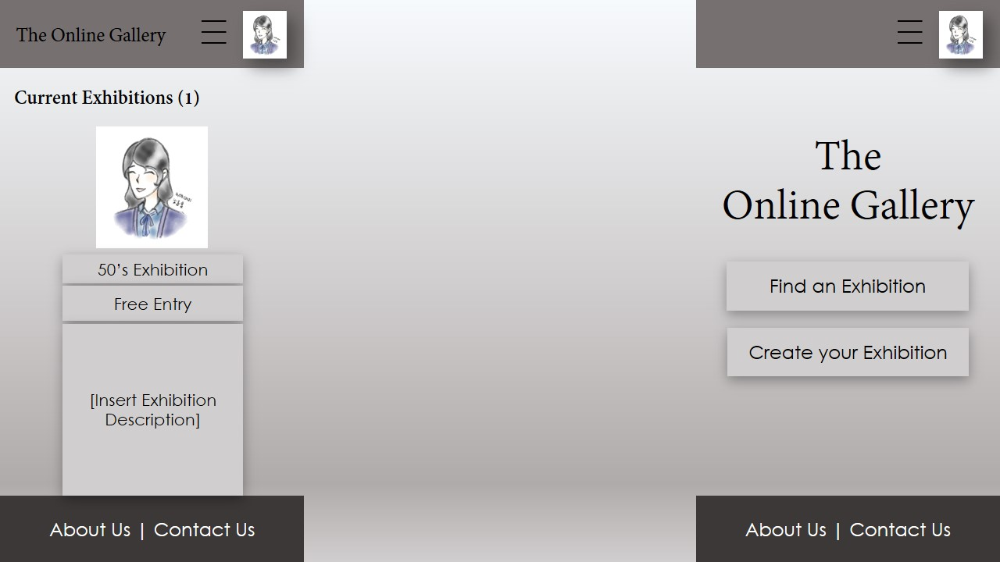 The Online Gallery
Current Exhibitions (1)
50's Exhibition
Free Entry
[Insert Exhibition
Description]
About Us | Contact Us
The
Online Gallery
Find an Exhibition
Create your Exhibition
About Us | Contact Us